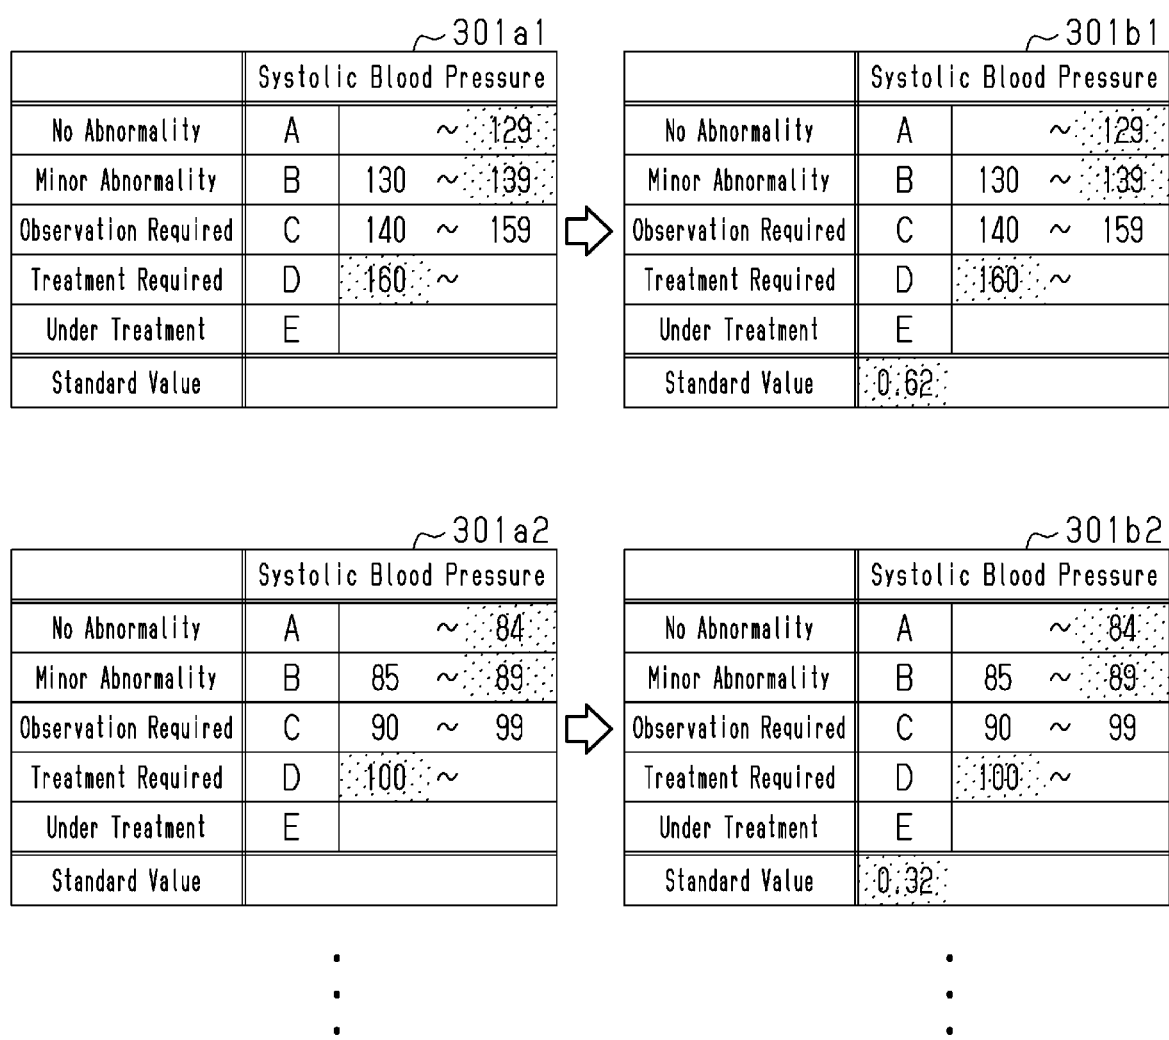 301a1
Systolic Blood Pressure
No Abnormality A ~ 129
Minor Abnormality B 130 ~ 139
Observation Required C 140 ~ 159
Treatment Required D 160 ~
Under Treatment E
Standard Value
301b1
Systolic Blood Pressure
No Abnormality A ~ 129
Minor Abnormality B 130 ~ 139
Observation Required C 140 ~ 159
Treatment Required D 160 ~
Under Treatment E
Standard Value 0.62
301a2
Systolic Blood Pressure
No Abnormality A ~ 84
Minor Abnormality B 85 ~ 89
Observation Required C 90 ~ 99
Treatment Required D 100 ~
Under Treatment E
Standard Value
301b2
Systolic Blood Pressure
No Abnormality A ~ 84
Minor Abnormality B 85 ~ 89
Observation Required C 90 ~ 99
Treatment Required D 100 ~
Under Treatment E
Standard Value 0.32